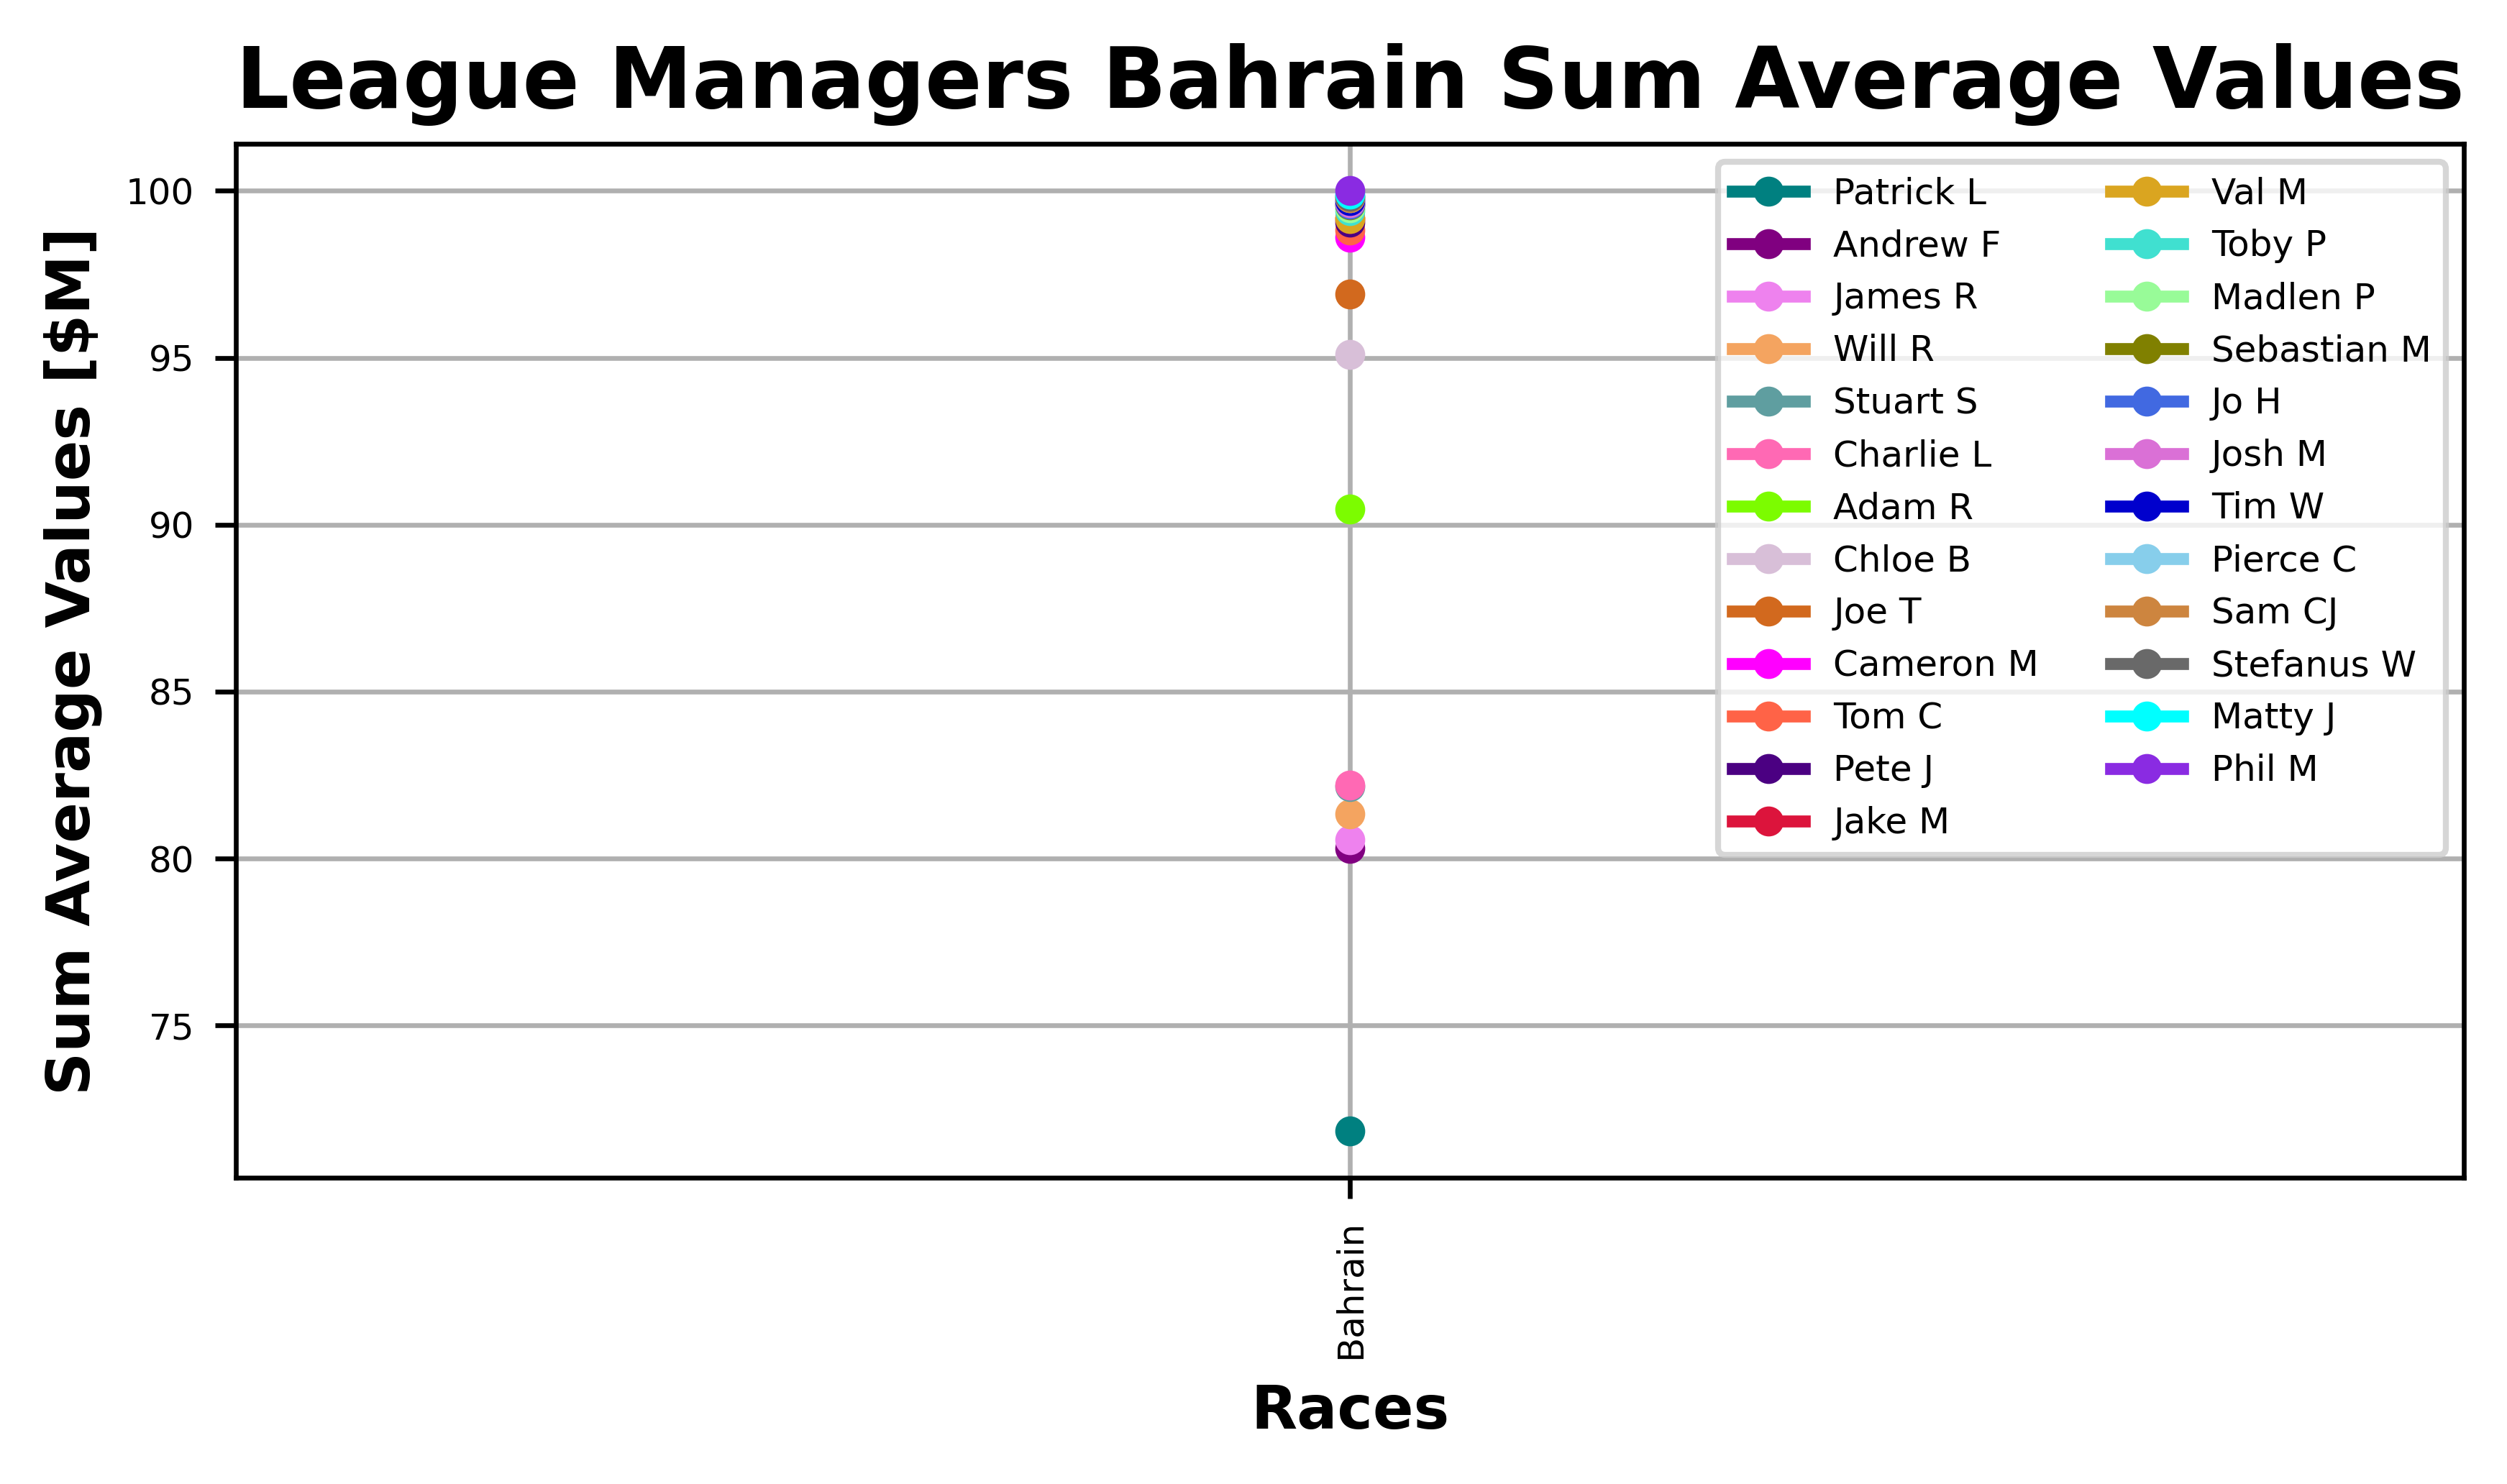 League Managers Bahrain Sum Average Values
Sum Average Values [$M]
100
95
90
85
80
75
Patrick L
Andrew F
James R
Will R
Stuart S
Charlie L
Adam R
Chloe B
Joe T
Cameron M
Tom C
Pete J
Jake M
Val M
Toby P
Madlen P
Sebastian M
Jo H
Josh M
Tim W
Pierce C
Sam CJ
Stefanus W
Matty J
Phil M
Bahrain
Races